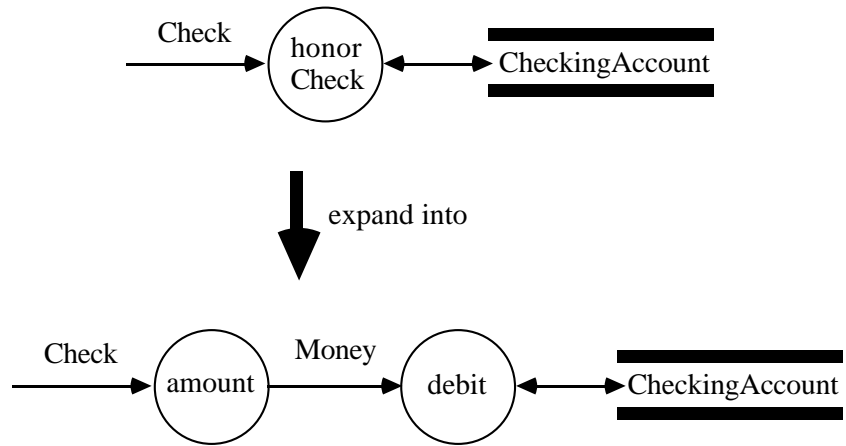 Check
honor
Check
CheckingAccount
expand into
Check
amount
Money
debit
CheckingAccount